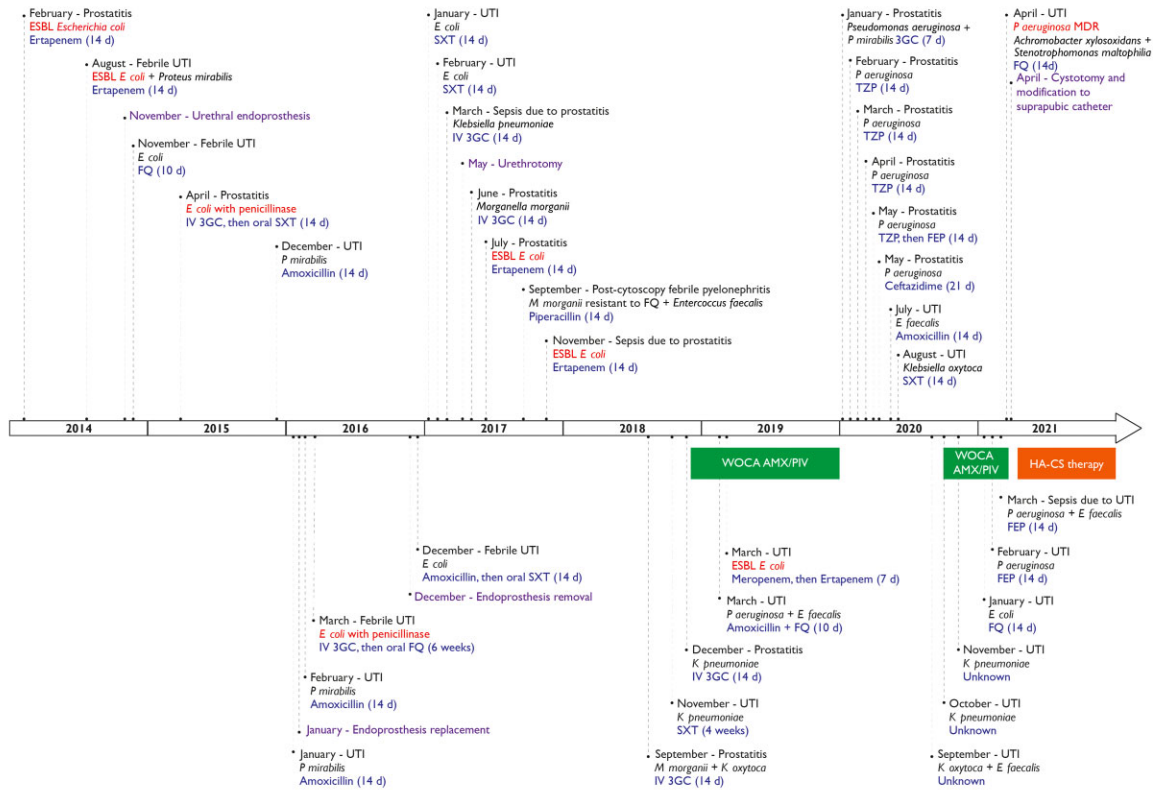 February - Prostatitis
ESBL Escherichia coli
Ertapenem (14 d)
August - Febrile UTI
ESBL E coli + Proteus mirabilis
Ertapenem (14 d)
November - Urethral endoprosthesis
November - Febrile UTI
E coli
FQ (10 d)
April - Prostatitis
E coli with penicillinase
IV 3GC, then oral SXT (14 d)
December - UTI
P mirabilis
Amoxicillin (14 d)
January - UTI
E coli
SXT (14 d)
February - UTI
E coli
SXT (14 d)
March - Sepsis due to prostatitis
Klebsiella pneumoniae
IV 3GC (14 d)
May - Urethrotomy
June - Prostatitis
Morganella morganii
IV 3GC (14 d)
July - Prostatitis
ESBL E coli
Ertapenem (14 d)
September - Post-cytoscopy febrile pyelonephritis
M morganii resistant to FQ + Entercoccus faecalis
Piperacillin (14 d)
November - Sepsis due to prostatitis
ESBL E coli
Ertapenem (14 d)
January - Prostatitis
Pseudomonas aeruginosa +
P mirabilis 3GC (7 d)
February - Prostatitis
P aeruginosa
TZP (14 d)
March - Prostatitis
P aeruginosa
TZP (14 d)
April - Prostatitis
P aeruginosa
TZP (14 d)
May - Prostatitis
P aeruginosa
TZP, then FEP (14 d)
May - Prostatitis
P aeruginosa
Ceftazidime (21 d)
July - UTI
E faecalis
Amoxicillin (14 d)
August - UTI
Klebsiella oxytoca
SXT (14 d)
April - UTI
P aeruginosa MDR
Achromobacter xylosoxidans +
Stenotrophomonas maltophilia
FQ (14d)
April - Cystotomy and
modification to
suprapubic catheter
2014 2015 2016 2017 2018 2019 2020 2021
WOCA AMX/PIV
WOCA
AMX/PIV
HA-CS therapy
December - Febrile UTI
E coli
Amoxicillin, then oral SXT (14 d)
December - Endoprosthesis removal
March - Febrile UTI
E coli with penicillinase
IV 3GC, then oral FQ (6 weeks)
February - UTI
P mirabilis
Amoxicillin (14 d)
January - Endoprosthesis replacement
January - UTI
P mirabilis
Amoxicillin (14 d)
March - UTI
ESBL E coli
Meropenem, then Ertapenem (7 d)
March - UTI
P aeruginosa + E faecalis
Amoxicillin + FQ (10 d)
December - Prostatitis
K pneumoniae
IV 3GC (14 d)
November - UTI
K pneumoniae
SXT (4 weeks)
September - Prostatitis
M morganii + K oxytoca
IV 3GC (14 d)
March - Sepsis due to UTI
P aeruginosa + E faecalis
FEP (14 d)
February - UTI
P aeruginosa
FEP (14 d)
January - UTI
E coli
FQ (14 d)
November - UTI
K pneumoniae
Unknown
October - UTI
K pneumoniae
Unknown
September - UTI
K oxytoca + E faecalis
Unknown